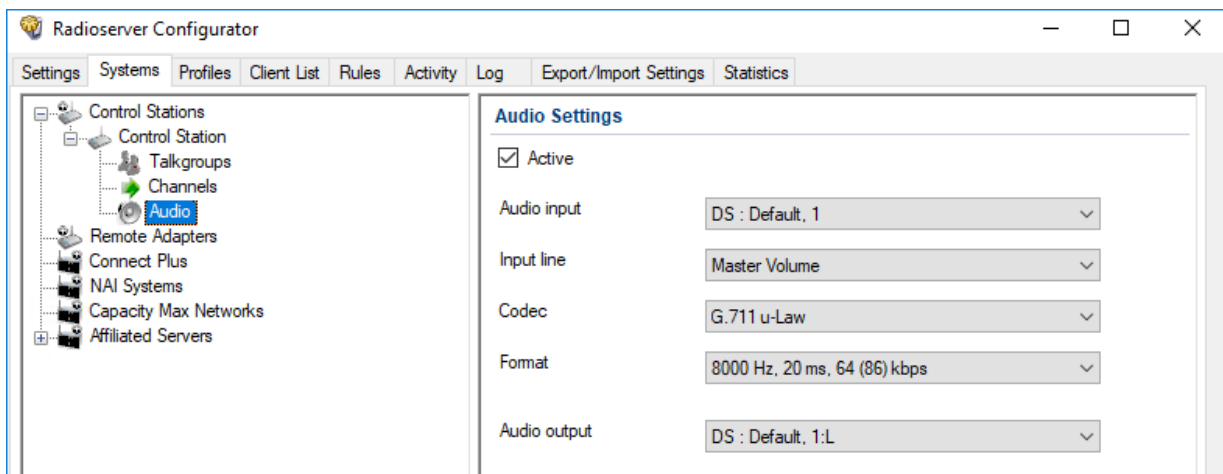 Radioserver Configurator
Settings Systems Profiles Client List Rules Activity Log Export/Import Settings Statistics
Control Stations
Control Station
Talkgroups
Channels
Audio
Remote Adapters
Connect Plus
NAI Systems
Capacity Max Networks
Affiliated Servers
Audio Settings
Active
Audio input DS : Default, 1
Input line Master Volume
Codec G.711 u-Law
Format 8000 Hz, 20 ms, 64 (86) kbps
Audio output DS : Default, 1:L